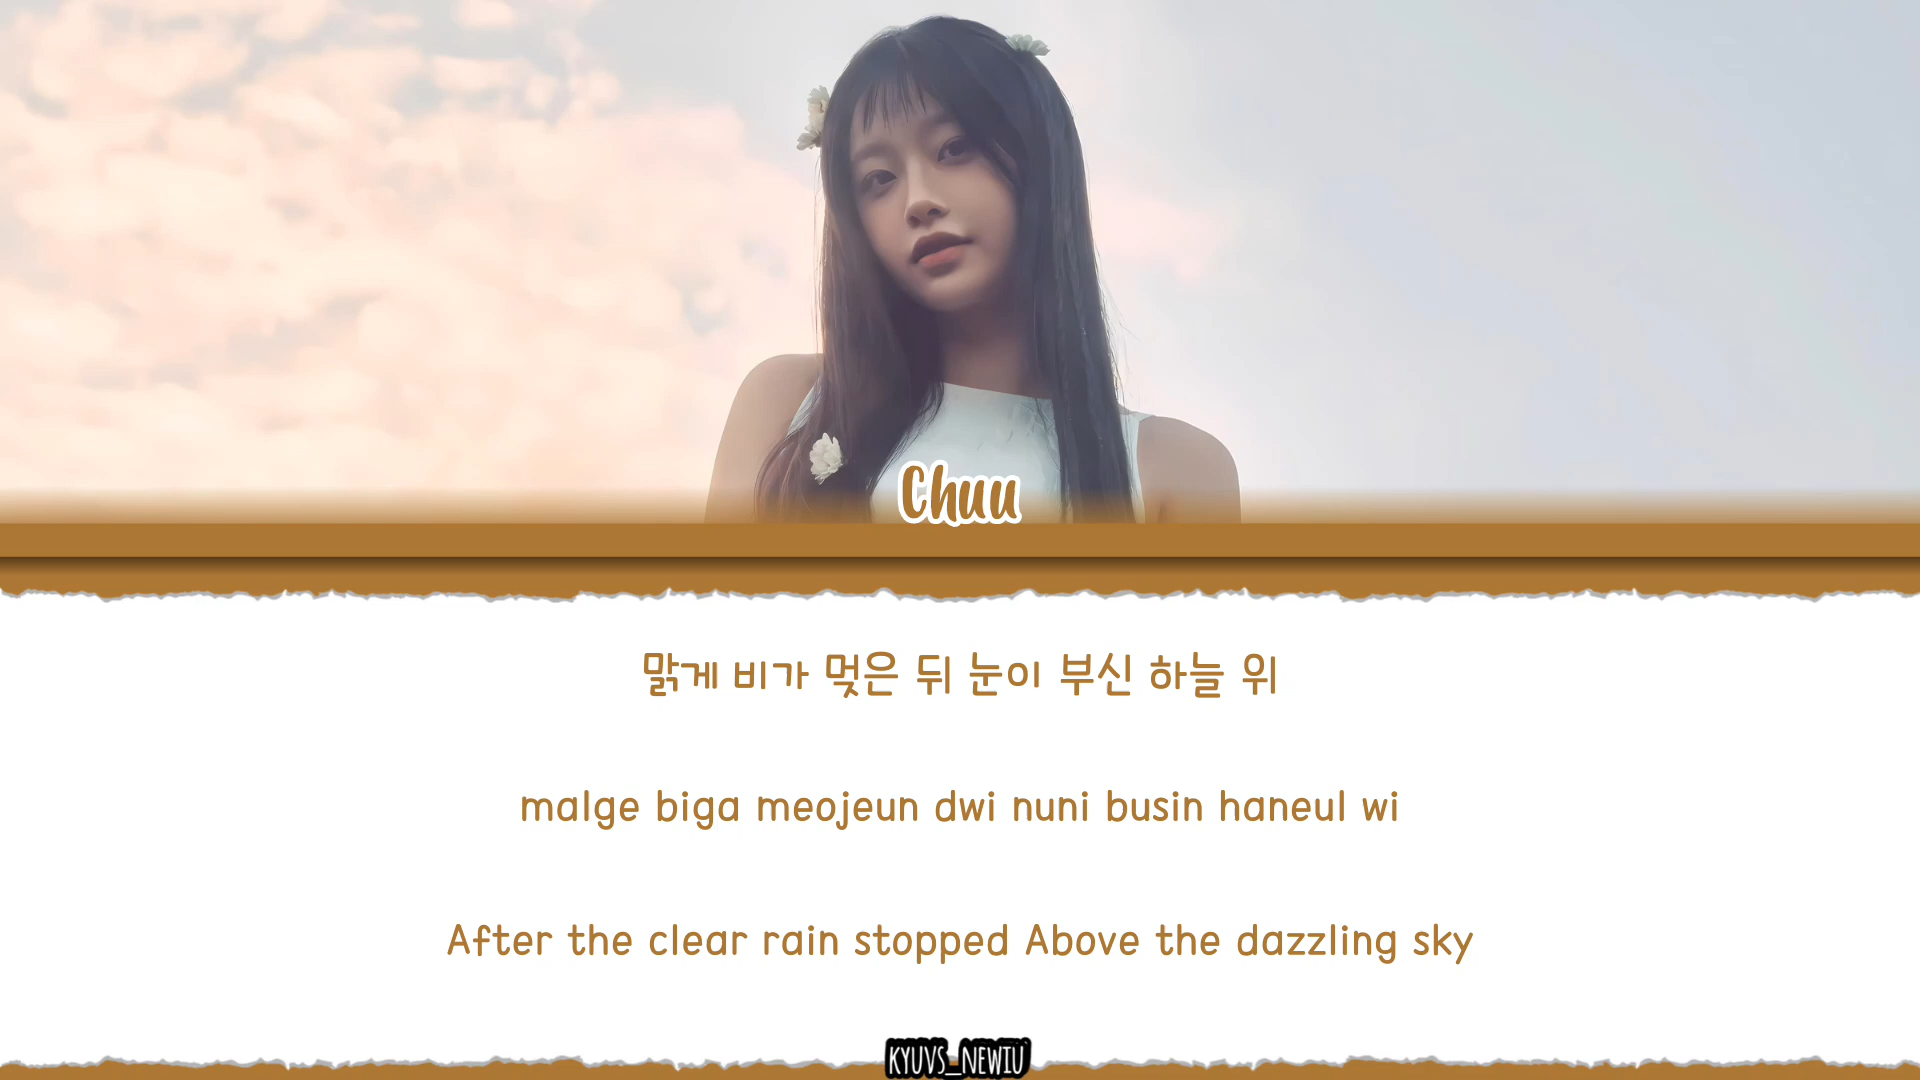 Chuu
맑게 비가 멎은 뒤 눈이 부신 하늘 위
malge biga meojeun dwi nuni busin haneul wi
After the clear rain stopped Above the dazzling sky
KYUVS_NEWIU